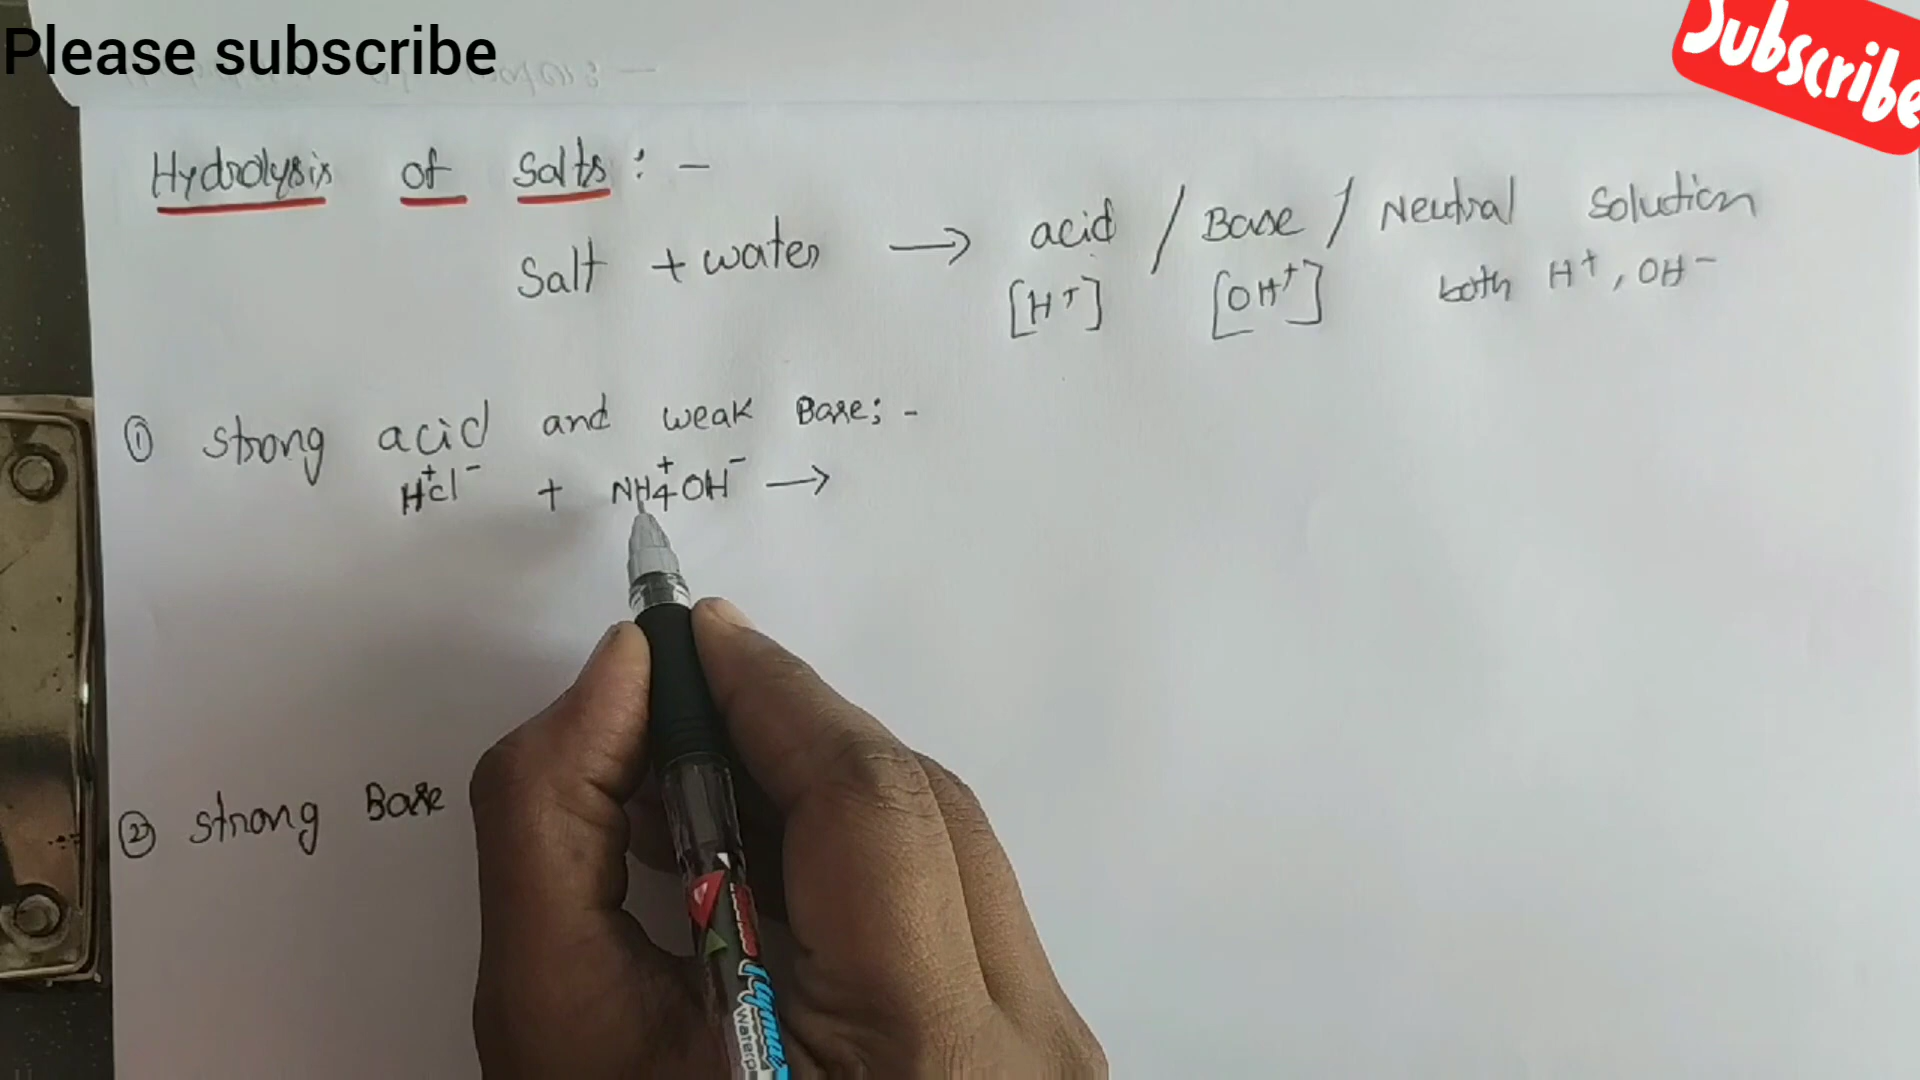 Please subscribe
Subscribe
Hydrolysis of Salts : -
Salt + water → acid / Base / Neutral Solution
[H+] [OH+] both H+, OH-
① strong acid and weak Base; -
H+Cl- + NH4+OH- →
② strong Base